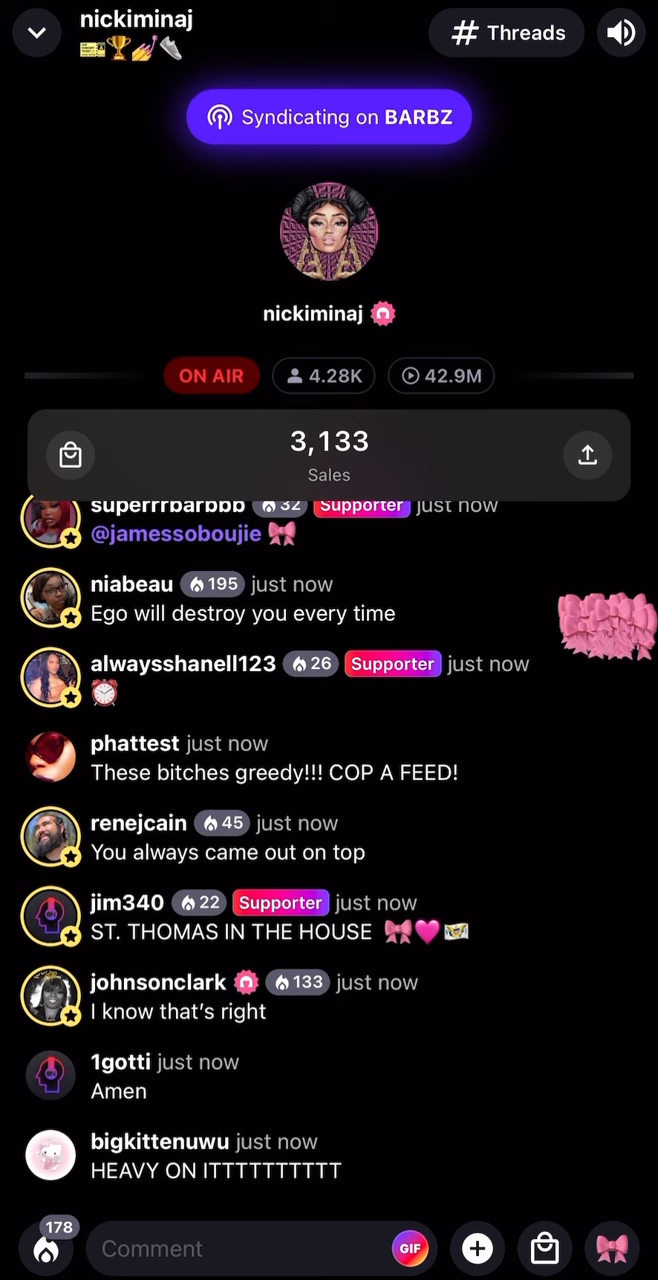 nickiminaj
# Threads
Syndicating on BARBZ
nickiminaj
ON AIR
4.28K
42.9M
3,133
Sales
superrrbarbbb 32 Supporter just now
@jamessoboujie 🎀
niabeau 195 just now
Ego will destroy you every time
alwaysshanell123 26 Supporter just now
⏰
phattest just now
These bitches greedy!!! COP A FEED!
renejcain 45 just now
You always came out on top
jim340 22 Supporter just now
ST. THOMAS IN THE HOUSE 🎀🩷🇻🇮
johnsonclark 133 just now
I know that’s right
1gotti just now
Amen
bigkittenuwu just now
HEAVY ON ITTTTTTTTTT
178
Comment
GIF